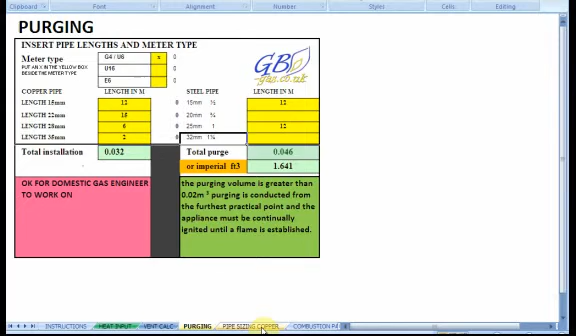 Clipboard Font Alignment Number Styles Cells Editing
PURGING
INSERT PIPE LENGTHS AND METER TYPE
Meter type G4 / U6 x 0
PUT AN X IN THE YELLOW BOX
BESIDE THE METER TYPE
U16 0
E6 0
GB
-gas.co.uk
COPPER PIPE LENGTH IN M STEEL PIPE LENGTH IN M
LENGTH 15mm 12 0 15mm ½ 12
LENGTH 22mm 15 0 20mm ¾
LENGTH 28mm 6 0 25mm 1 12
LENGTH 35mm 2 0 32mm 1¼
Total installation 0.032 Total purge 0.046
or imperial ft3 1.641
OK FOR DOMESTIC GAS ENGINEER
TO WORK ON
the purging volume is greater than
0.02m ³ purging is conducted from
the furthest practical point and the
appliance must be continually
ignited until a flame is established.
INSTRUCTIONS HEAT INPUT VENT CALC PURGING PIPE SIZING COPPER COMBUSTION